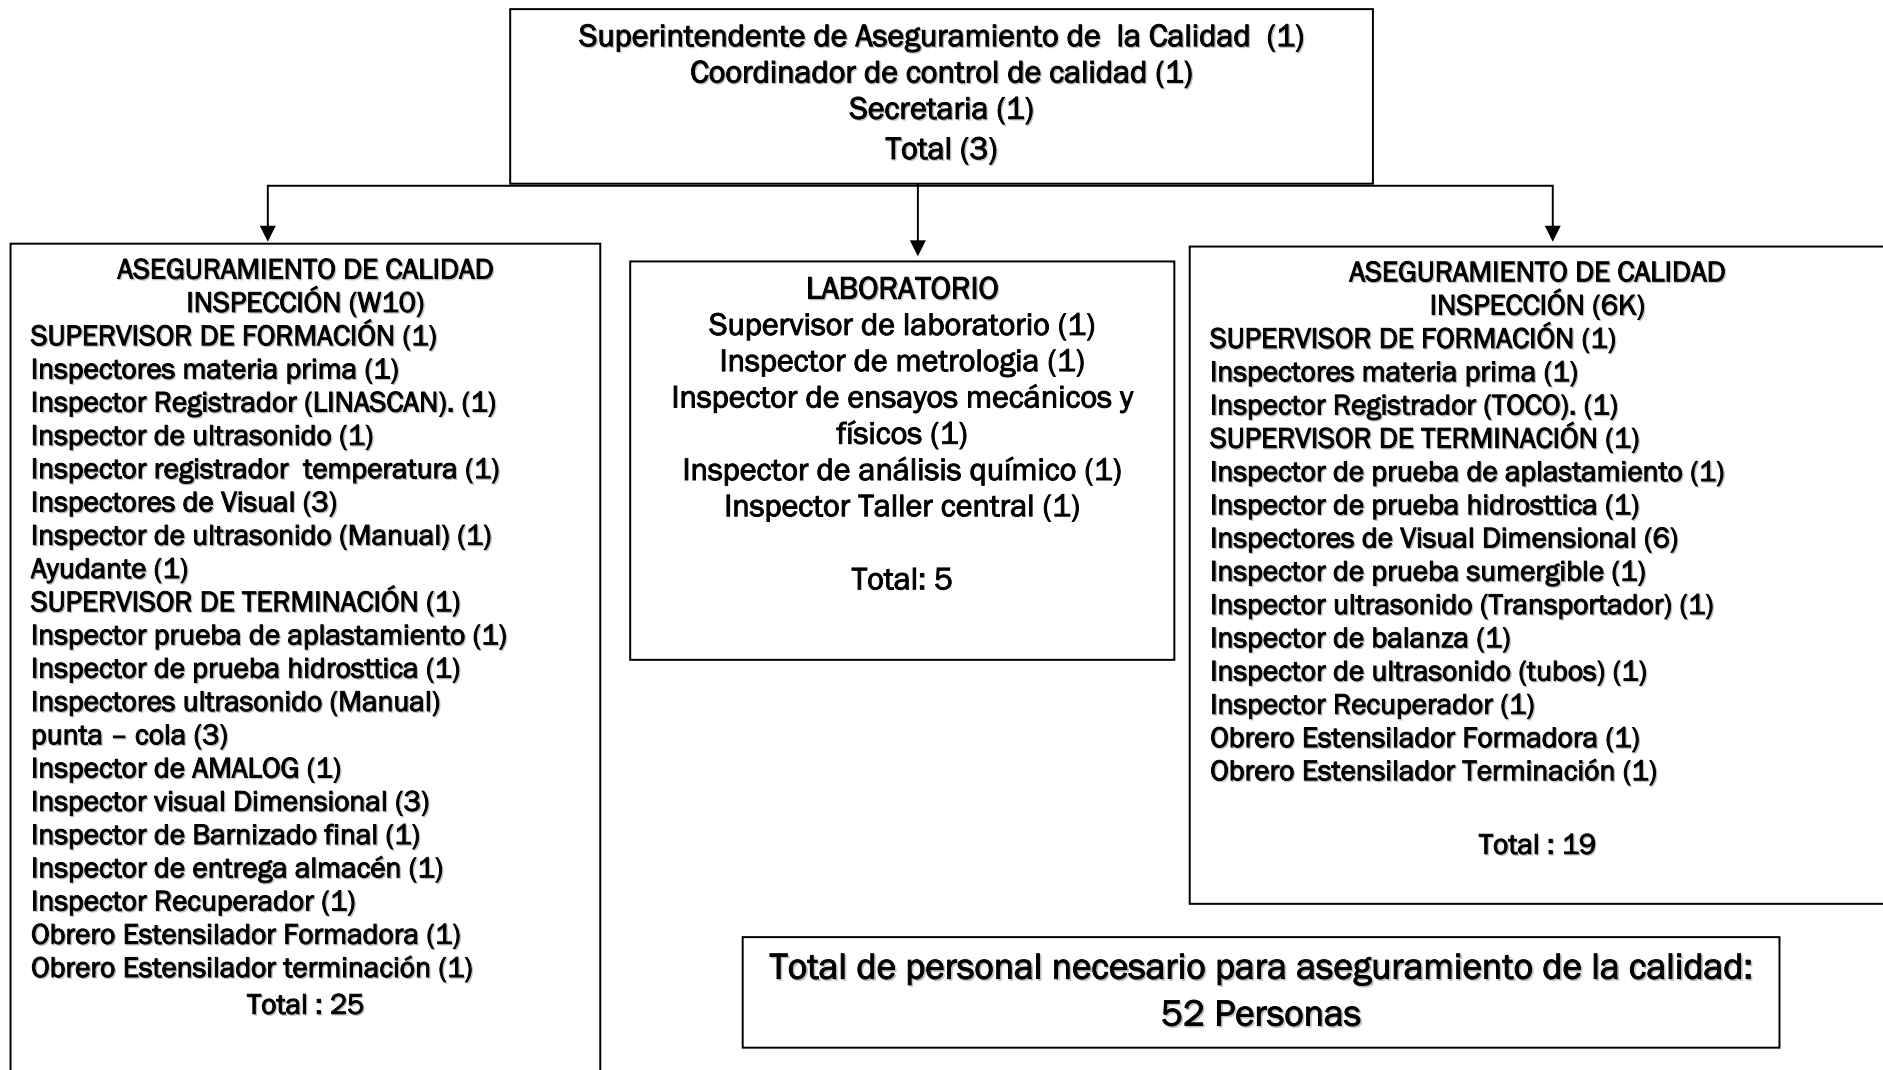 Superintendente de Aseguramiento de  la Calidad  (1)
Coordinador de control de calidad (1)
Secretaria (1)
Total (3)
ASEGURAMIENTO DE CALIDAD
INSPECCIÓN (W10)
SUPERVISOR DE FORMACIÓN (1)
Inspectores materia prima (1)
Inspector Registrador (LINASCAN). (1)
Inspector de ultrasonido (1)
Inspector registrador  temperatura (1)
Inspectores de Visual (3)
Inspector de ultrasonido (Manual) (1)
Ayudante (1)
SUPERVISOR DE TERMINACIÓN (1)
Inspector prueba de aplastamiento (1)
Inspector de prueba hidrosttica (1)
Inspectores ultrasonido (Manual)
punta – cola (3)
Inspector de AMALOG (1)
Inspector visual Dimensional (3)
Inspector de Barnizado final (1)
Inspector de entrega almacén (1)
Inspector Recuperador (1)
Obrero Estensilador Formadora (1)
Obrero Estensilador terminación (1)
Total : 25
LABORATORIO
Supervisor de laboratorio (1)
Inspector de metrologia (1)
Inspector de ensayos mecánicos y
físicos (1)
Inspector de análisis químico (1)
Inspector Taller central (1)
Total: 5
ASEGURAMIENTO DE CALIDAD
INSPECCIÓN (6K)
SUPERVISOR DE FORMACIÓN (1)
Inspectores materia prima (1)
Inspector Registrador (TOCO). (1)
SUPERVISOR DE TERMINACIÓN (1)
Inspector de prueba de aplastamiento (1)
Inspector de prueba hidrosttica (1)
Inspectores de Visual Dimensional (6)
Inspector de prueba sumergible (1)
Inspector ultrasonido (Transportador) (1)
Inspector de balanza (1)
Inspector de ultrasonido (tubos) (1)
Inspector Recuperador (1)
Obrero Estensilador Formadora (1)
Obrero Estensilador Terminación (1)
Total : 19
Total de personal necesario para aseguramiento de la calidad:
52 Personas